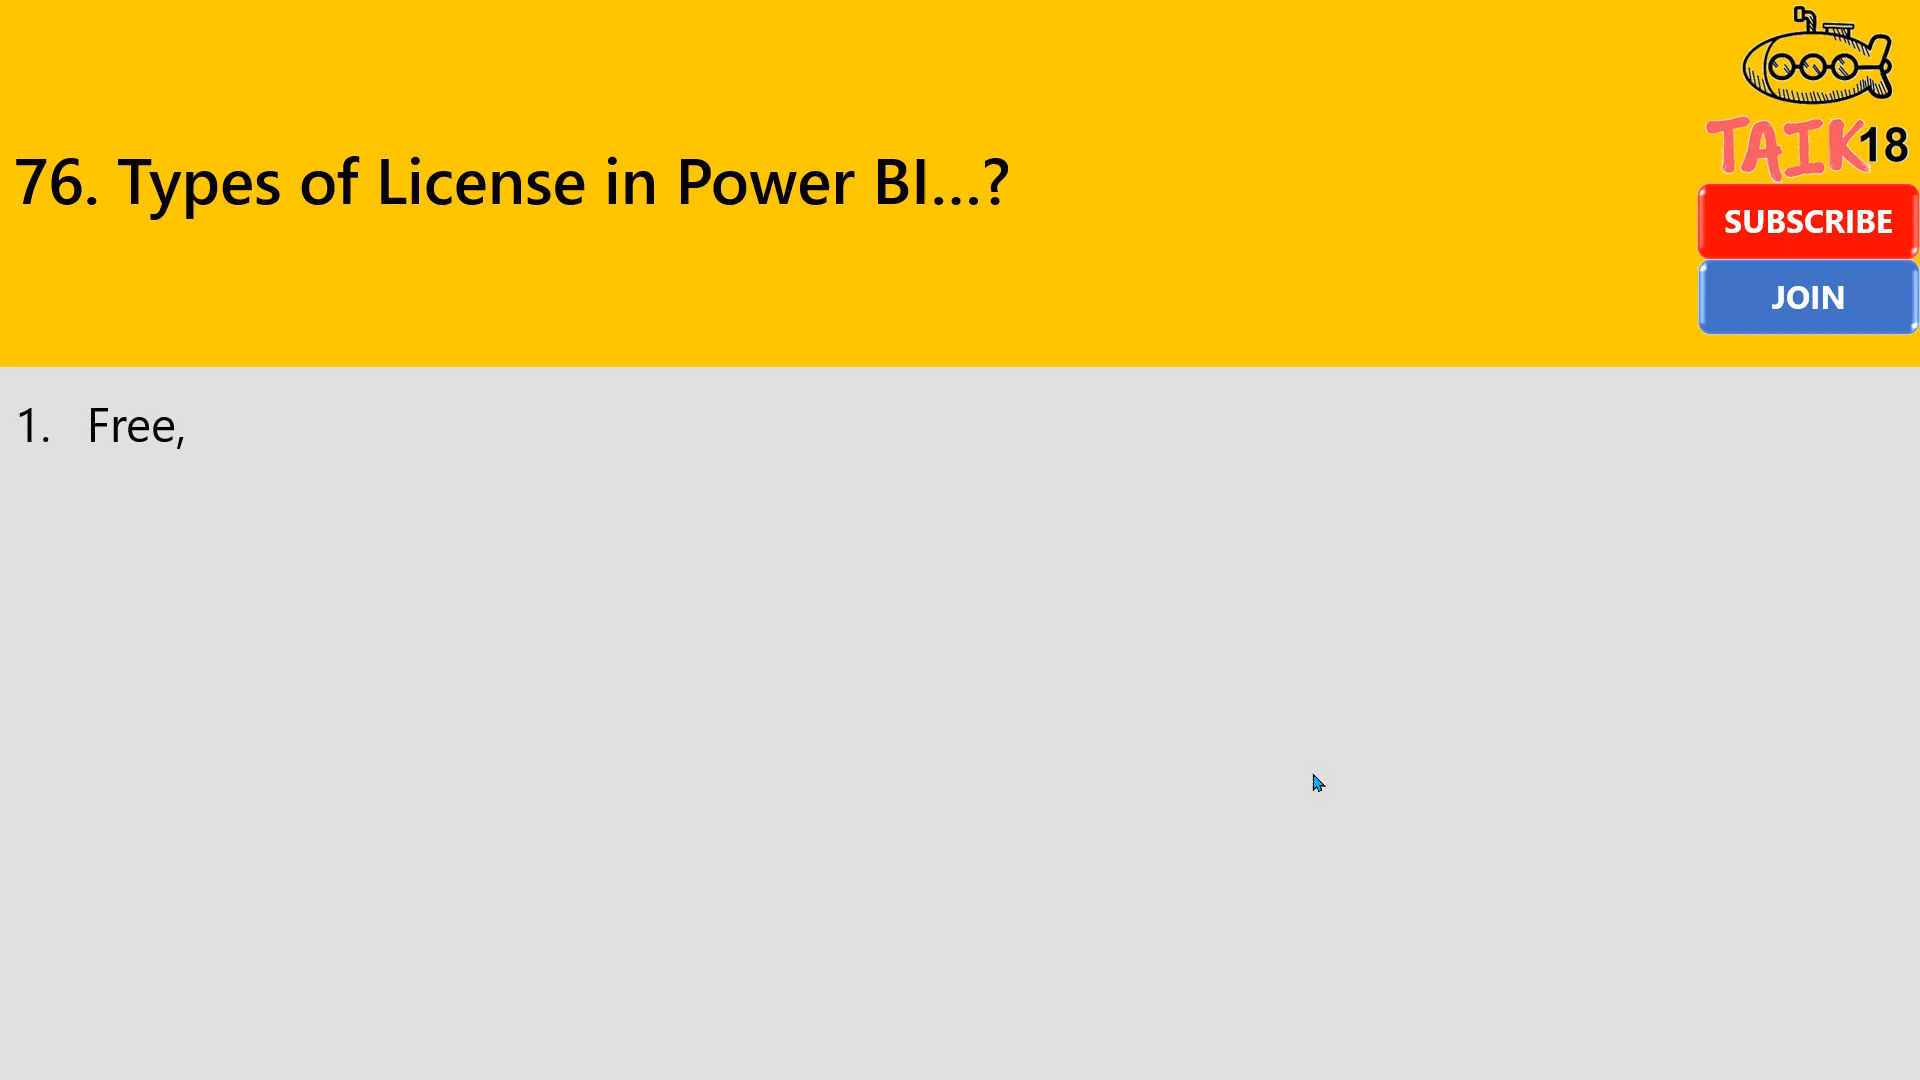 76. Types of License in Power BI...?
TAIK18
SUBSCRIBE
JOIN
1. Free,